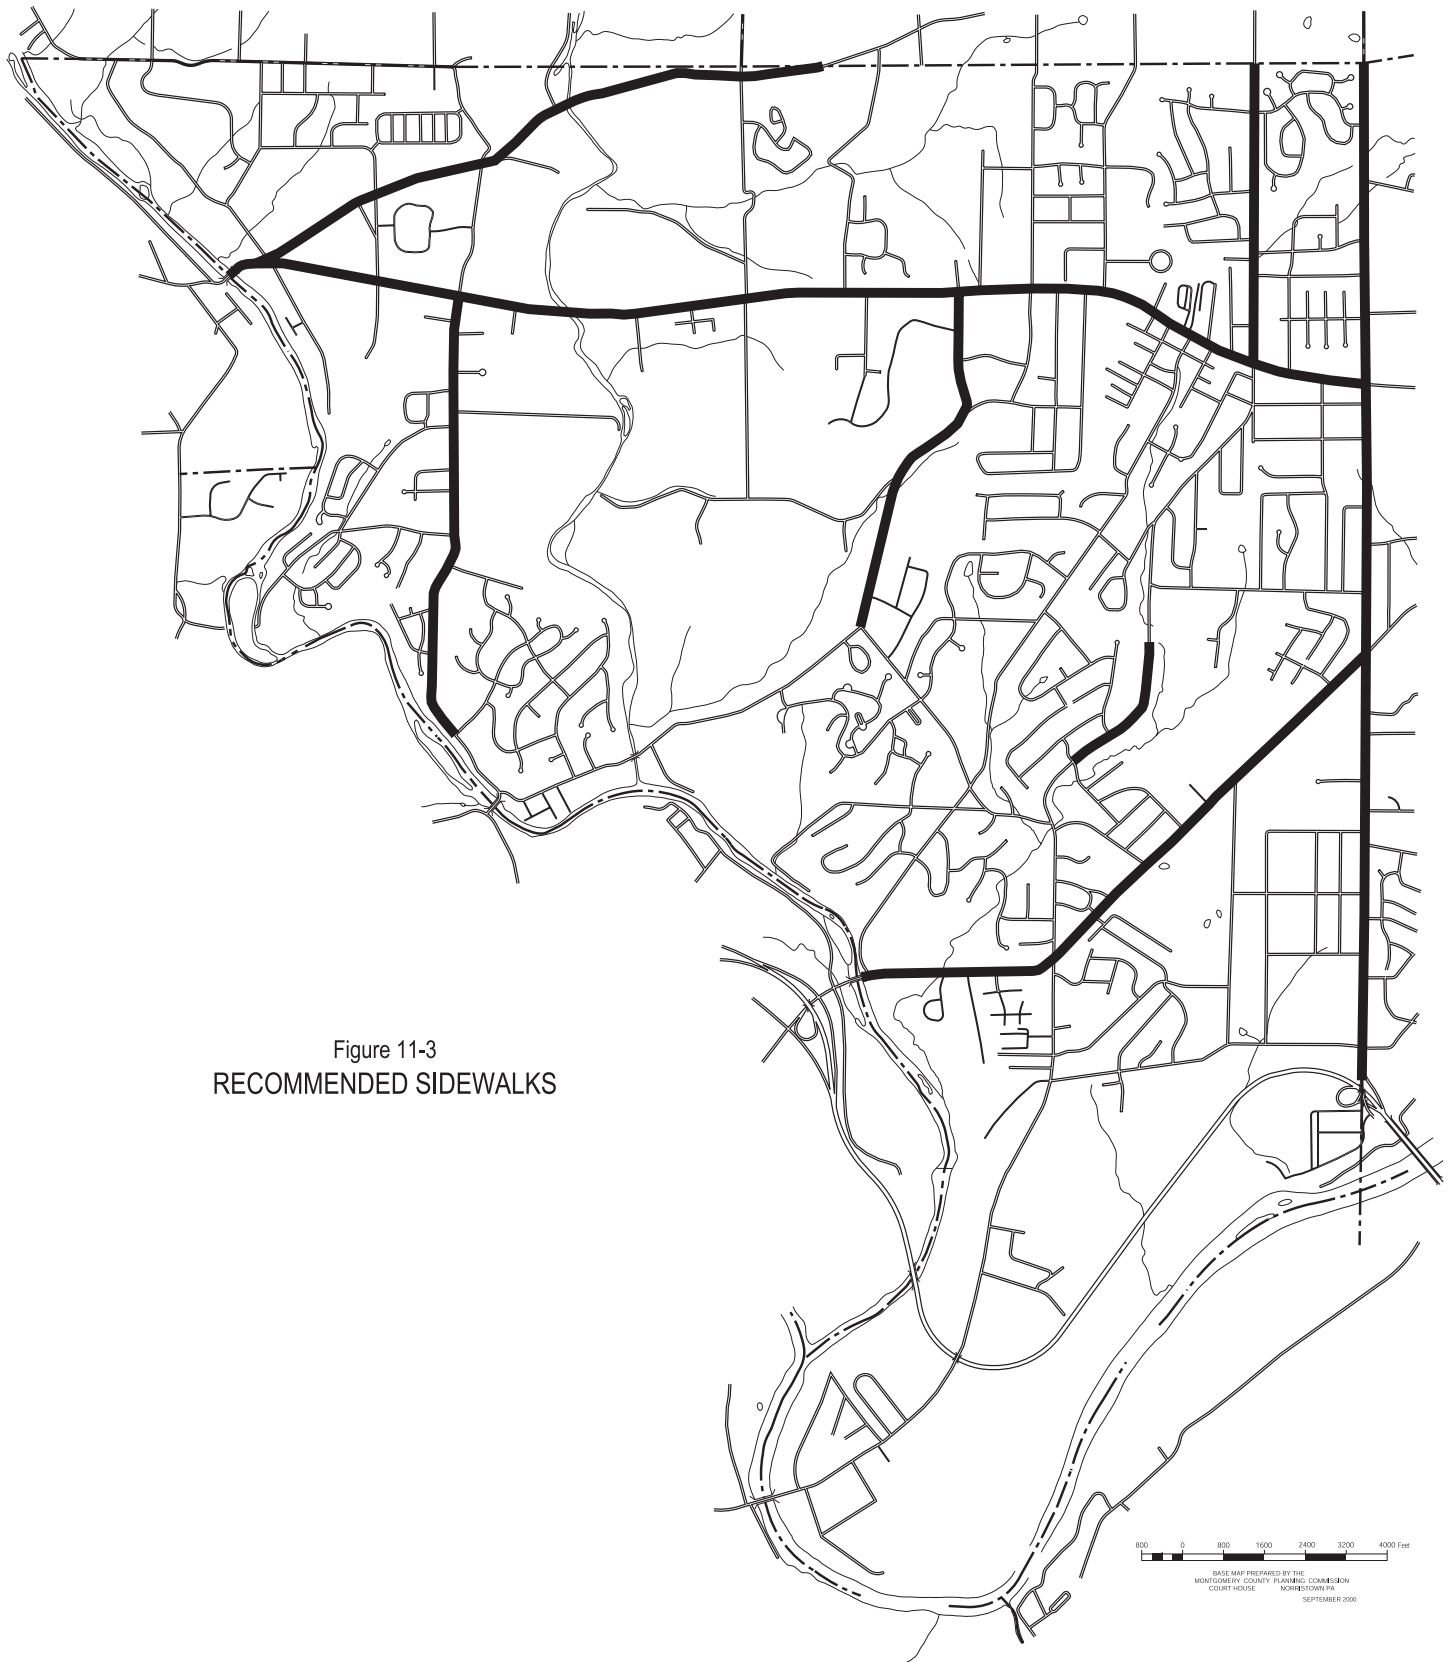 Figure 11-3
RECOMMENDED SIDEWALKS
800 0 800 1600 2400 3200 4000 Feet
BASE MAP PREPARED BY THE
MONTGOMERY COUNTY PLANNING COMMISSION
COURT HOUSE NORRISTOWN PA
SEPTEMBER 2000